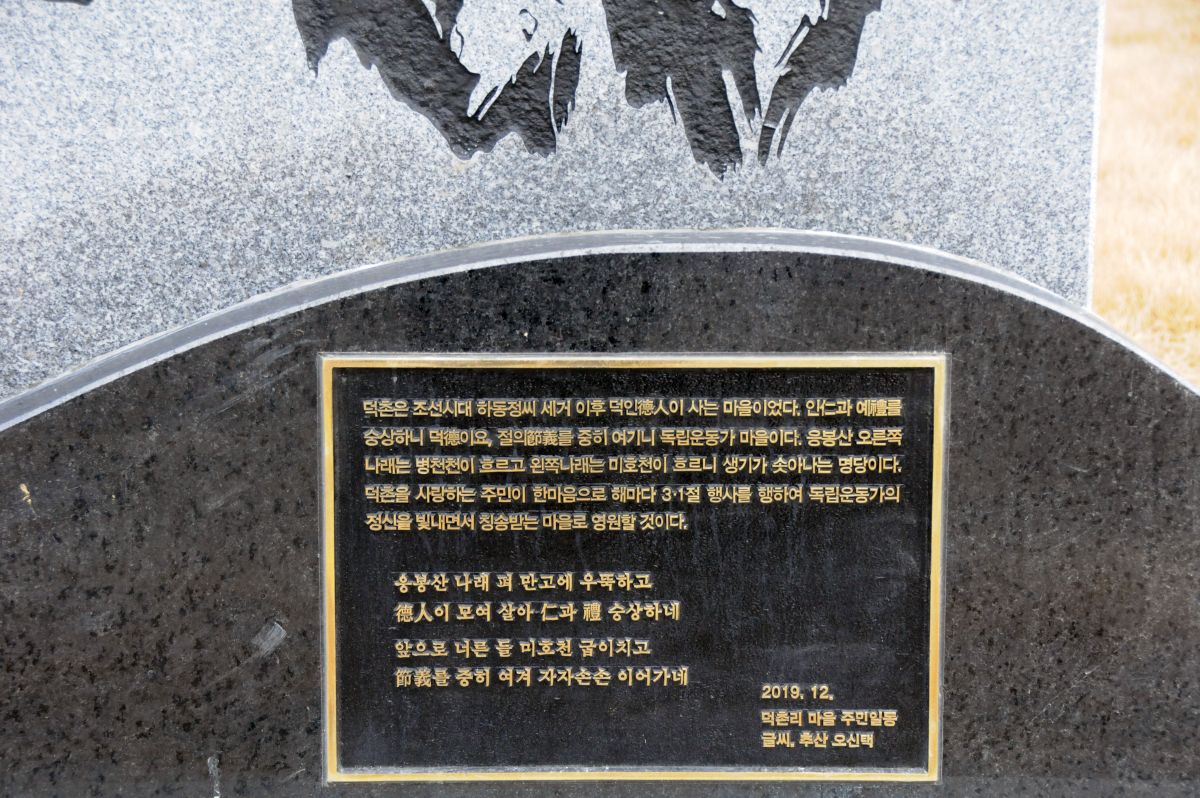 덕촌은 조선시대 하동정씨 세거 이후 덕인德人이 사는 마을이었다. 인仁과 예禮를
숭상하니 덕德이요, 절의節義를 중히 여기니 독립운동가 마을이다. 응봉산 오른쪽
나래는 병천천이 흐르고 왼쪽나래는 미호천이 흐르니 생기가 솟아나는 명당이다.
덕촌을 사랑하는 주민이 한마음으로 해마다 3·1절 행사를 행하여 독립운동가의
정신을 빛내면서 칭송받는 마을로 영원할 것이다.
응봉산 나래 펴 만고에 우뚝하고
德人이 모여 살아 仁과 禮 숭상하네
앞으로 너른 들 미호천 굽이치고
節義를 중히 여겨 자자손손 이어가네
2019. 12.
덕촌리 마을 주민일동
글씨. 추산 오신택